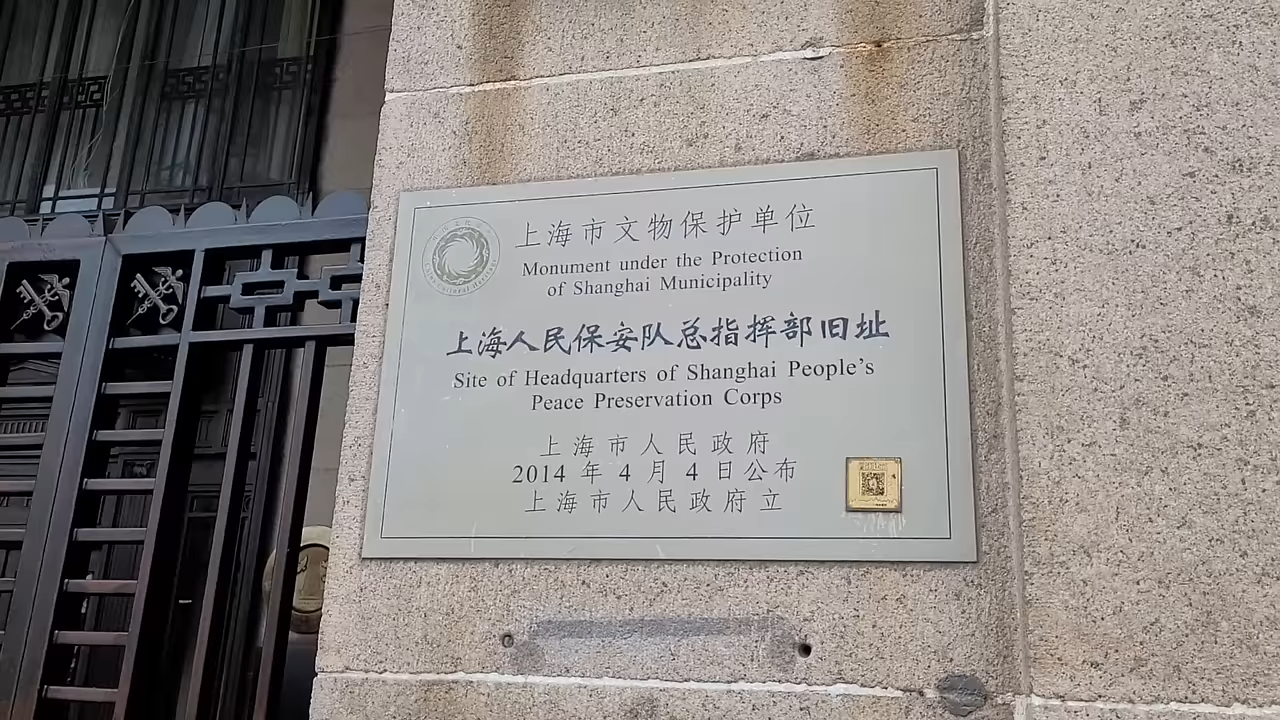 上海市文物保护单位
Monument under the Protection
of Shanghai Municipality
上海人民保安队总指挥部旧址
Site of Headquarters of Shanghai People's
Peace Preservation Corps
上海市人民政府
2014年4月4日公布
上海市人民政府立